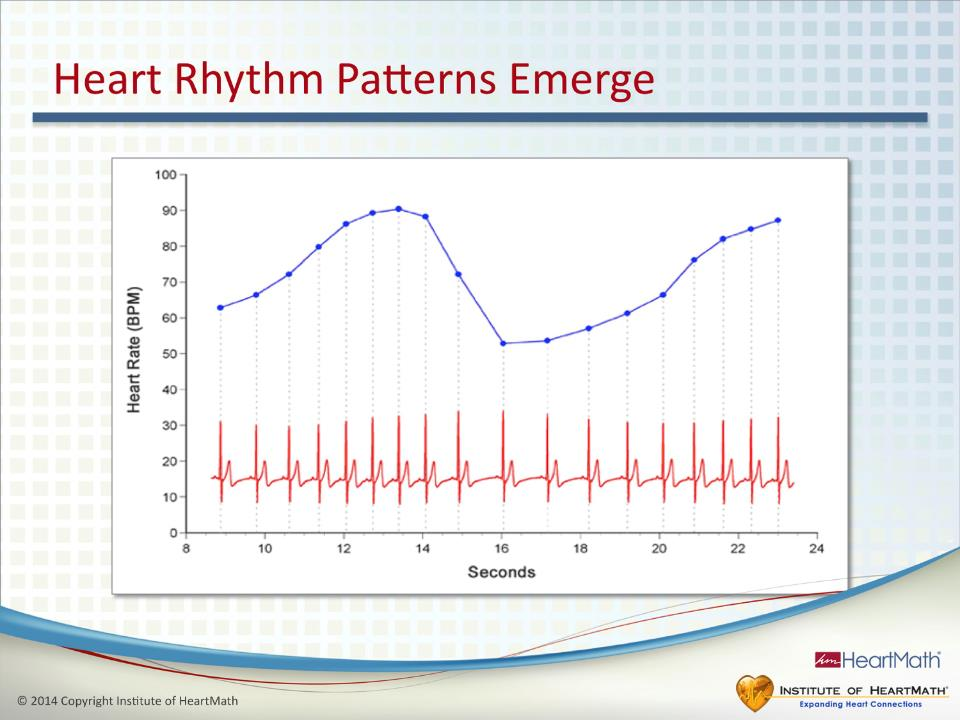 Heart Rhythm Patterns Emerge
100
90
80
70
60
50
40
30
20
10
0
Heart Rate (BPM)
8 10 12 14 16 18 20 22 24
Seconds
hm HeartMath®
© 2014 Copyright Institute of HeartMath
INSTITUTE OF HEARTMATH®
Expanding Heart Connections